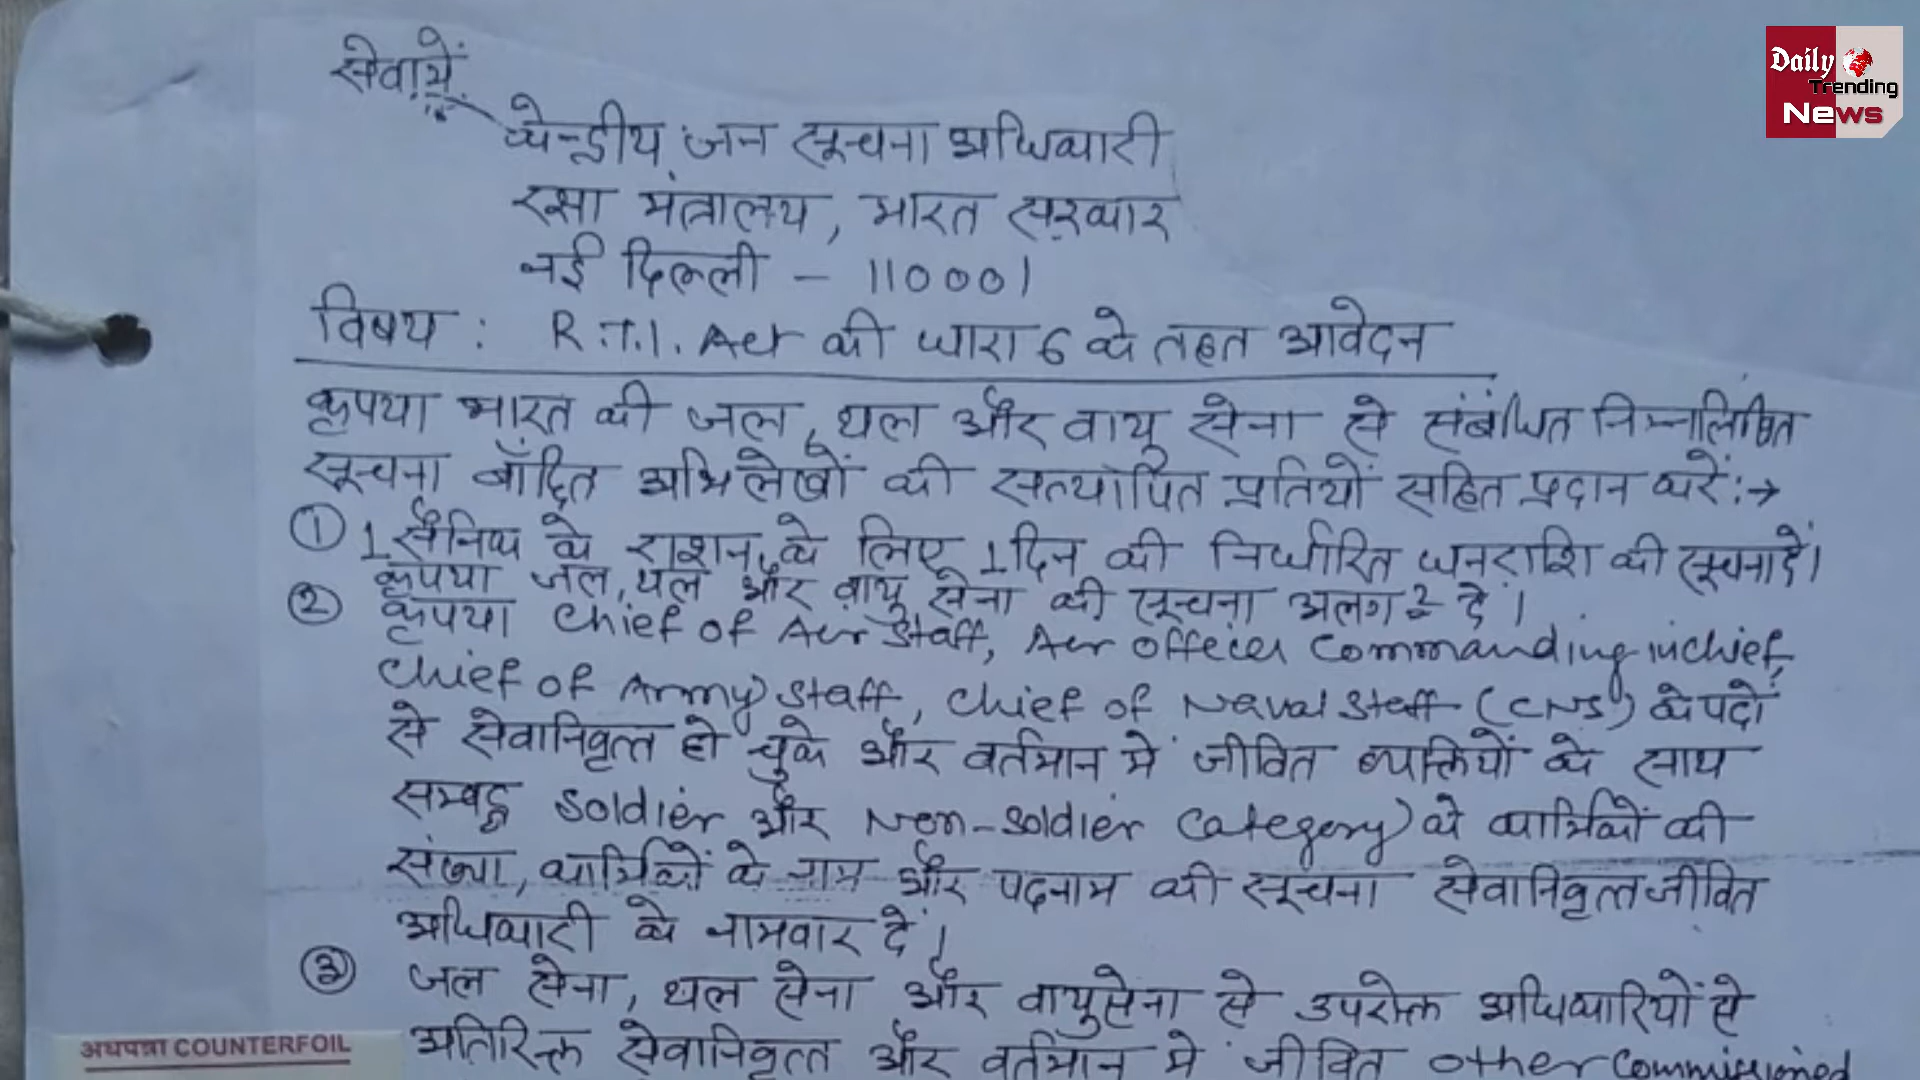 सेवामें
केन्द्रीय जन सूचना अधिकारी
रक्षा मंत्रालय, भारत सरकार
नई दिल्ली - 110001
विषय : R.T.I. Act की धारा 6 के तहत आवेदन
कृपया भारत की जल, थल और वायु सेना से संबंधित निम्नलिखित
सूचना वाँछित अभिलेखों की सत्यापित प्रतियों सहित प्रदान करें:→
① 1 सैनिक के राशन के लिए 1 दिन की निर्धारित धनराशि की सूचना दें।
कृपया जल, थल और वायु सेना की सूचना अलग २ दें।
② कृपया Chief of Air Staff, Air officer Commanding in chief,
Chief of Army Staff, Chief of Naval Staff (CNS) के पदों
से सेवानिवृत्त हो चुके और वर्तमान में जीवित व्यक्तियों के साथ
सम्बद्ध Soldier और Non-Soldier Category के कार्मिकों की
संख्या, कार्मिकों के नाम और पदनाम की सूचना सेवानिवृत्त जीवित
अधिकारी के नामवार दें।
③ जल सेना, थल सेना और वायुसेना से उपरोक्त अधिकारियों से
अतिरिक्त सेवानिवृत्त और वर्तमान में जीवित other Commissioned
अधपन्ना COUNTERFOIL
Daily
Trending
News